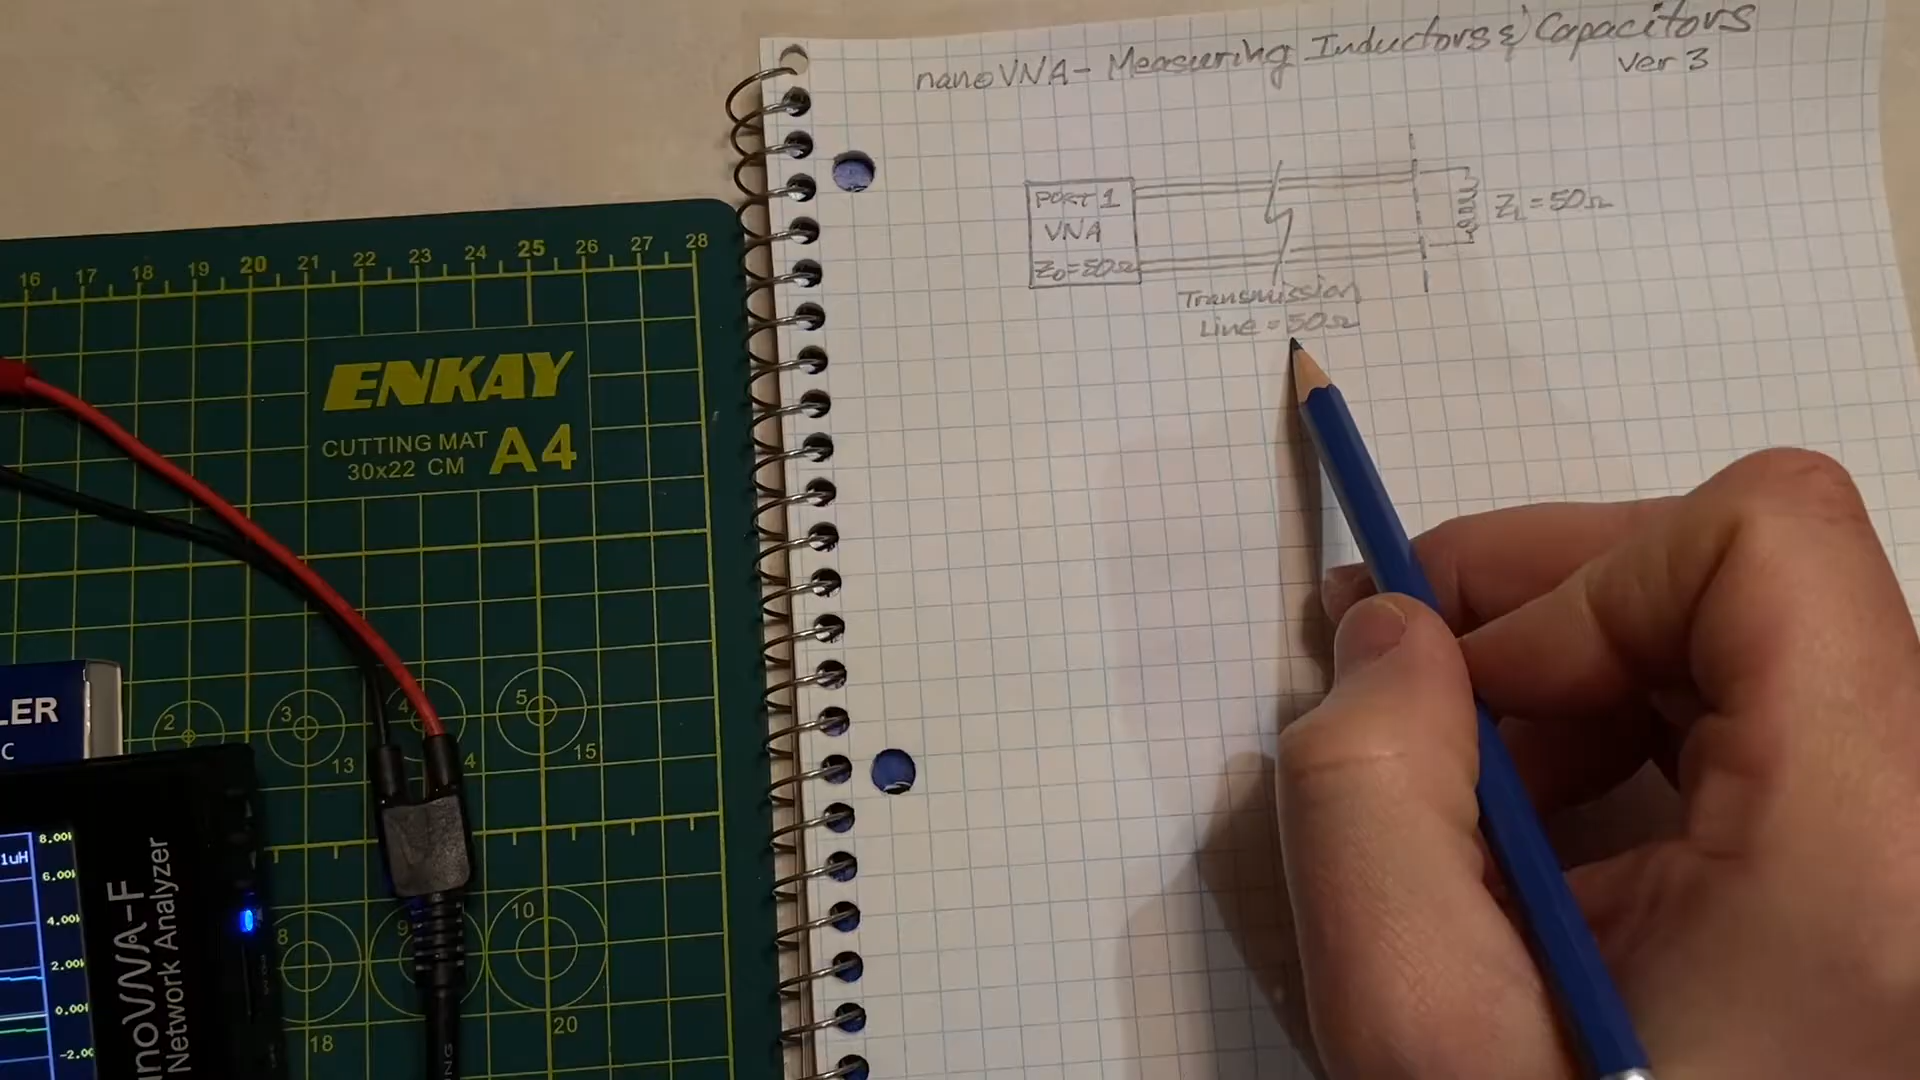 nanoVNA - Measuring Inductors & Capacitors
ver 3
PORT 1
VNA
Z0=50Ω
ZL=50Ω
Transmission
Line = 50Ω
16 17 18 19 20 21 22 23 24 25 26 27 28
ENKAY
CUTTING MAT
30x22 CM
A4
2 3 4 5
13 4 15
LER
C
1uH
8.00
6.00
4.00
2.00
0.00
-2.00
anoVNA-F
Network Analyzer
8 9 10
18 20
NG